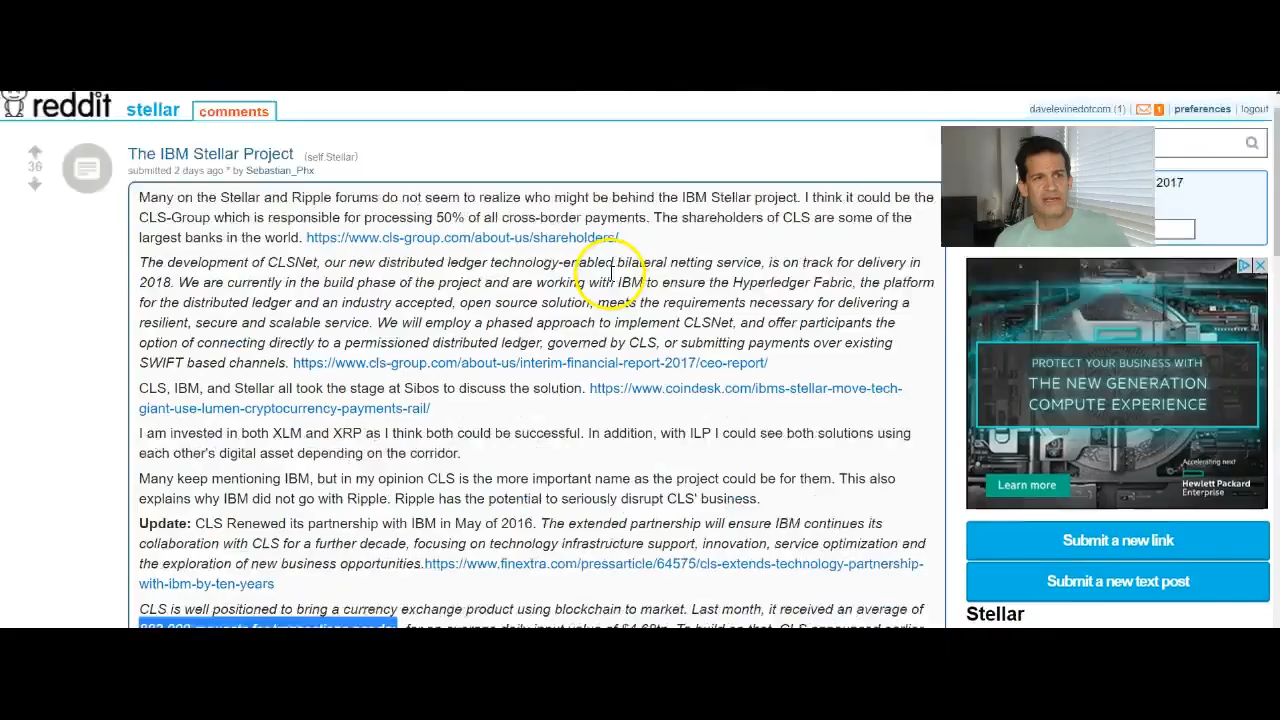 reddit stellar comments
davelevinedotcom (1) 1 preferences logout
36
The IBM Stellar Project (self.Stellar)
submitted 2 days ago * by Sebastian_Phx
Many on the Stellar and Ripple forums do not seem to realize who might be behind the IBM Stellar project. I think it could be the
CLS-Group which is responsible for processing 50% of all cross-border payments. The shareholders of CLS are some of the
largest banks in the world. https://www.cls-group.com/about-us/shareholders/
The development of CLSNet, our new distributed ledger technology-enabled bilateral netting service, is on track for delivery in
2018. We are currently in the build phase of the project and are working with IBM to ensure the Hyperledger Fabric, the platform
for the distributed ledger and an industry accepted, open source solution, meets the requirements necessary for delivering a
resilient, secure and scalable service. We will employ a phased approach to implement CLSNet, and offer participants the
option of connecting directly to a permissioned distributed ledger, governed by CLS, or submitting payments over existing
SWIFT based channels. https://www.cls-group.com/about-us/interim-financial-report-2017/ceo-report/
CLS, IBM, and Stellar all took the stage at Sibos to discuss the solution. https://www.coindesk.com/ibms-stellar-move-tech-
giant-use-lumen-cryptocurrency-payments-rail/
I am invested in both XLM and XRP as I think both could be successful. In addition, with ILP I could see both solutions using
each other's digital asset depending on the corridor.
Many keep mentioning IBM, but in my opinion CLS is the more important name as the project could be for them. This also
explains why IBM did not go with Ripple. Ripple has the potential to seriously disrupt CLS' business.
Update: CLS Renewed its partnership with IBM in May of 2016. The extended partnership will ensure IBM continues its
collaboration with CLS for a further decade, focusing on technology infrastructure support, innovation, service optimization and
the exploration of new business opportunities.https://www.finextra.com/pressarticle/64575/cls-extends-technology-partnership-
with-ibm-by-ten-years
CLS is well positioned to bring a currency exchange product using blockchain to market. Last month, it received an average of
2017
PROTECT YOUR BUSINESS WITH
THE NEW GENERATION
COMPUTE EXPERIENCE
Accelerating next
Learn more
Hewlett Packard
Enterprise
Submit a new link
Submit a new text post
Stellar